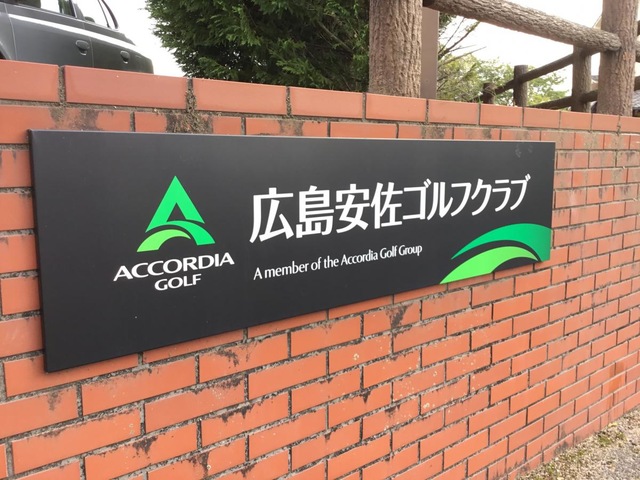 ACCORDIA
GOLF
広島安佐ゴルフクラブ
A member of the Accordia Golf Group